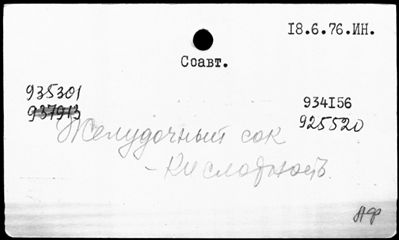 18.6.76.ИН.
Соавт.
935301
937913
934156
925520
Желудочный сок
- Кислотность